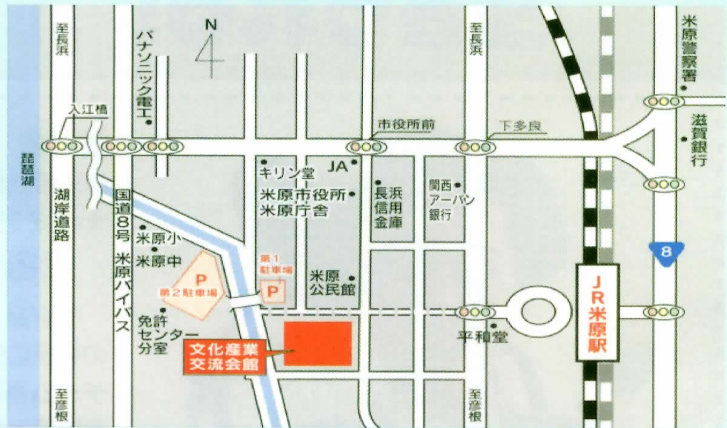 至長浜
パナソニック電工
N
至長浜
米原警察署
入江橋
市役所前
下多良
滋賀銀行
琵琶湖
湖岸道路
国道8号 米原バイパス
キリン堂
JA
米原市役所
米原庁舎
長浜
信用
金庫
関西
アーバン
銀行
米原小
米原中
P
第2駐車場
第1
駐車場
P
米原
公民館
8
JR米原駅
免許
センター
分室
文化産業
交流会館
平和堂
至彦根
至彦根